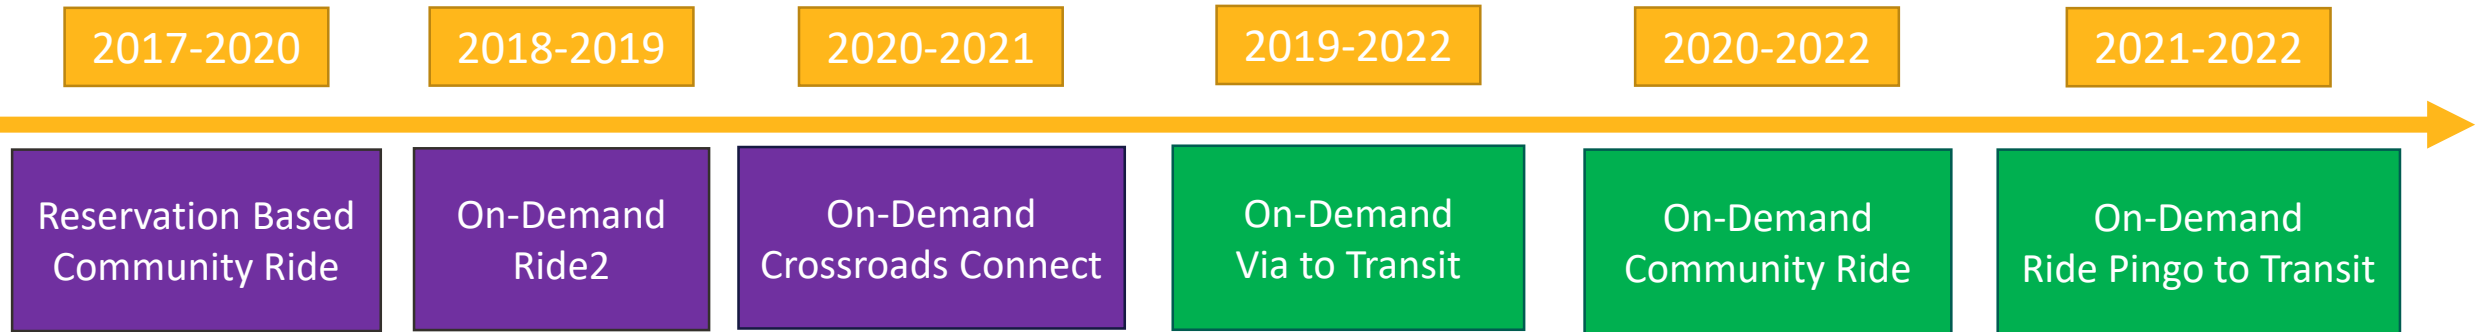 2017-2020
2018-2019
2020-2021
2019-2022
2020-2022
2021-2022
Reservation Based
Community Ride
On-Demand
Ride2
On-Demand
Crossroads Connect
On-Demand
Via to Transit
On-Demand
Community Ride
On-Demand
Ride Pingo to Transit